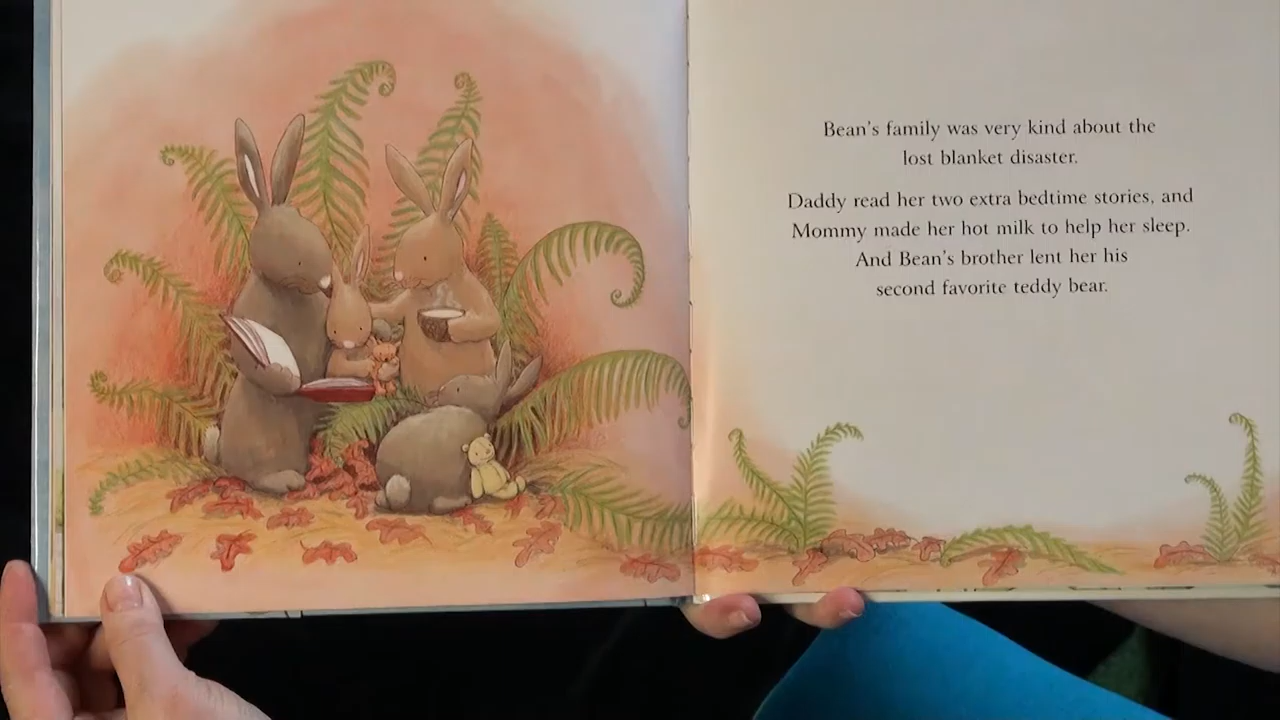 Bean's family was very kind about the
lost blanket disaster.
Daddy read her two extra bedtime stories, and
Mommy made her hot milk to help her sleep.
And Bean's brother lent her his
second favorite teddy bear.